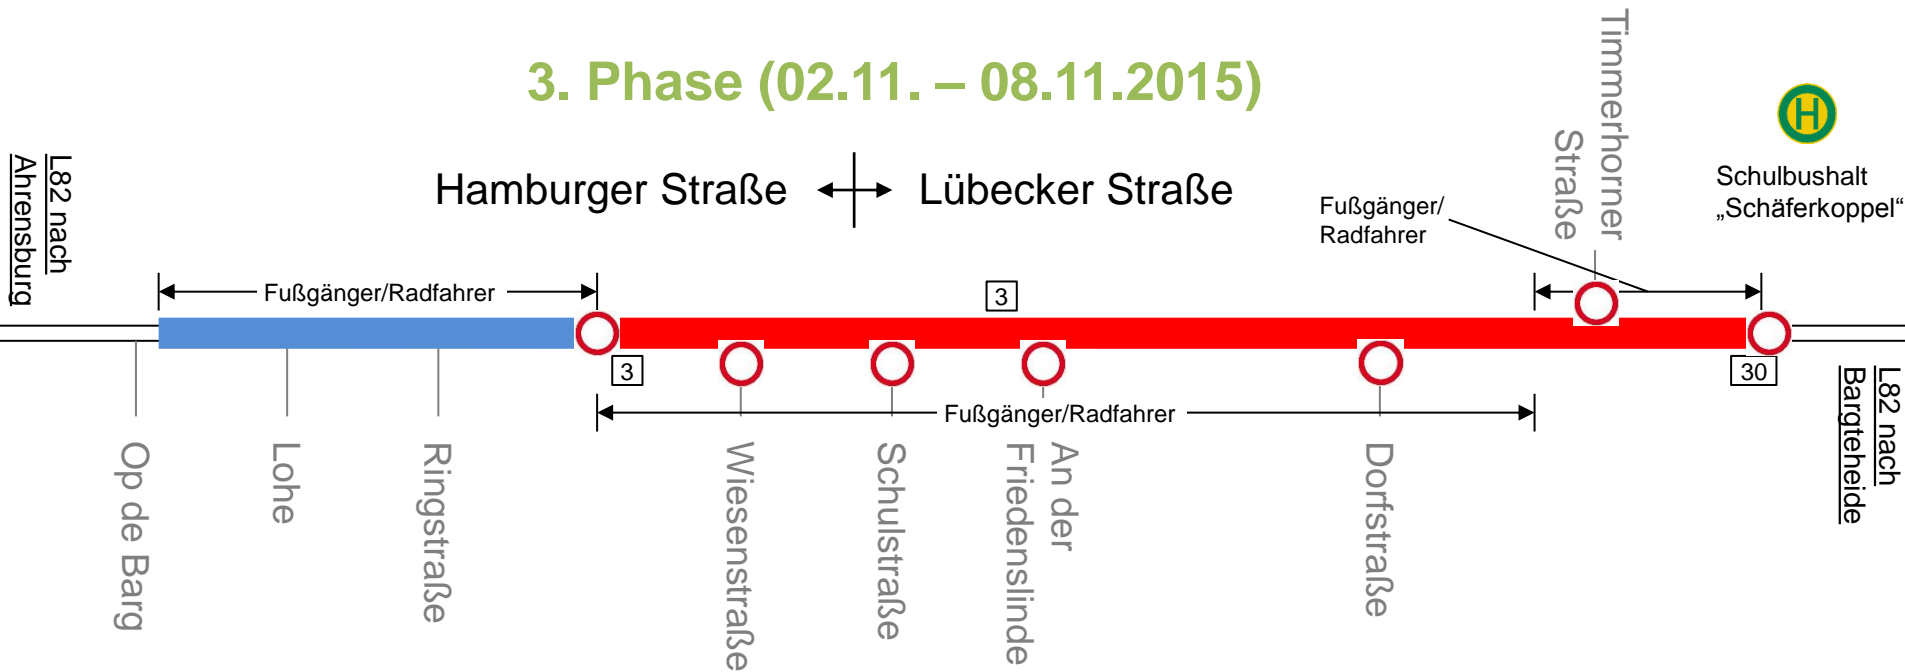 3. Phase (02.11. – 08.11.2015)
L82 nach
Ahrensburg
Hamburger Straße
Lübecker Straße
Fußgänger/
Radfahrer
Timmerhorner
Straße
H
Schulbushalt
„Schäferkoppel“
Fußgänger/Radfahrer
3
3
30
Fußgänger/Radfahrer
L82 nach
Bargteheide
Op de Barg
Lohe
Ringstraße
Wiesenstraße
Schulstraße
An der
Friedenslinde
Dorfstraße